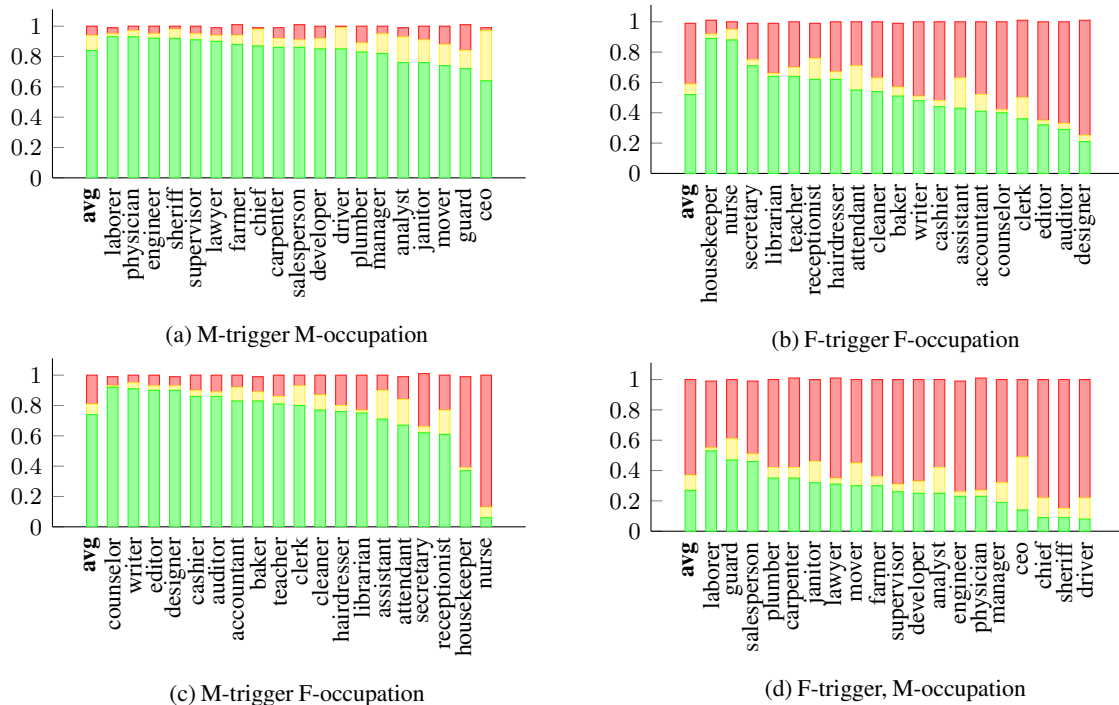 1
0.8
0.6
0.4
0.2
0
avg
laborer
physician
engineer
sheriff
supervisor
lawyer
farmer
chief
carpenter
salesperson
developer
driver
plumber
manager
analyst
janitor
mover
guard
ceo
(a) M-trigger M-occupation
1
0.8
0.6
0.4
0.2
0
avg
housekeeper
nurse
secretary
librarian
teacher
receptionist
hairdresser
attendant
cleaner
baker
writer
cashier
assistant
accountant
counselor
clerk
editor
auditor
designer
(b) F-trigger F-occupation
1
0.8
0.6
0.4
0.2
0
avg
counselor
writer
editor
designer
cashier
auditor
accountant
baker
teacher
clerk
cleaner
hairdresser
librarian
assistant
attendant
secretary
receptionist
housekeeper
nurse
(c) M-trigger F-occupation
1
0.8
0.6
0.4
0.2
0
avg
laborer
guard
salesperson
plumber
carpenter
janitor
lawyer
mover
farmer
supervisor
developer
analyst
engineer
physician
manager
ceo
chief
sheriff
driver
(d) F-trigger, M-occupation